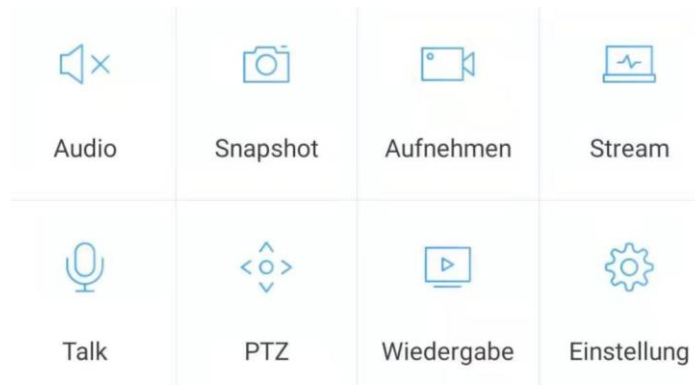 Audio
Snapshot
Aufnehmen
Stream
Talk
PTZ
Wiedergabe
Einstellung